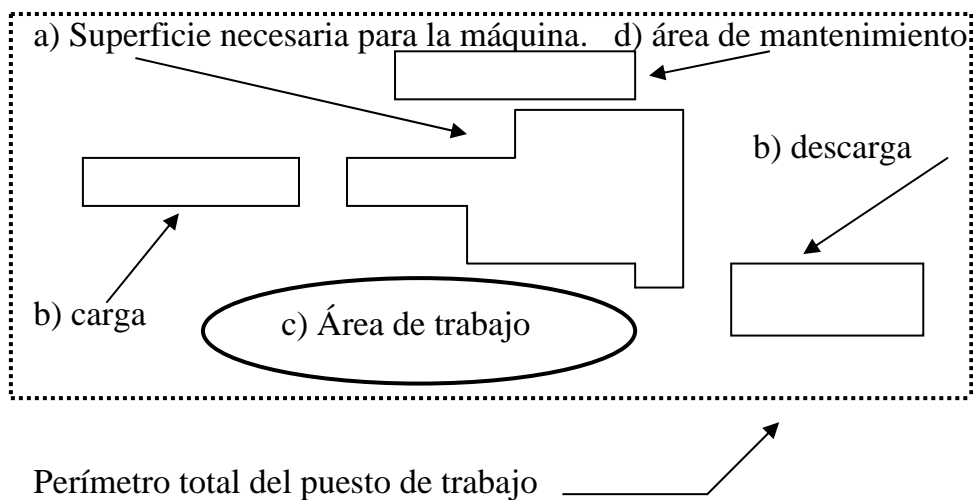 a) Superficie necesaria para la máquina. d) área de mantenimiento
b) descarga
b) carga
c) Área de trabajo
Perímetro total del puesto de trabajo